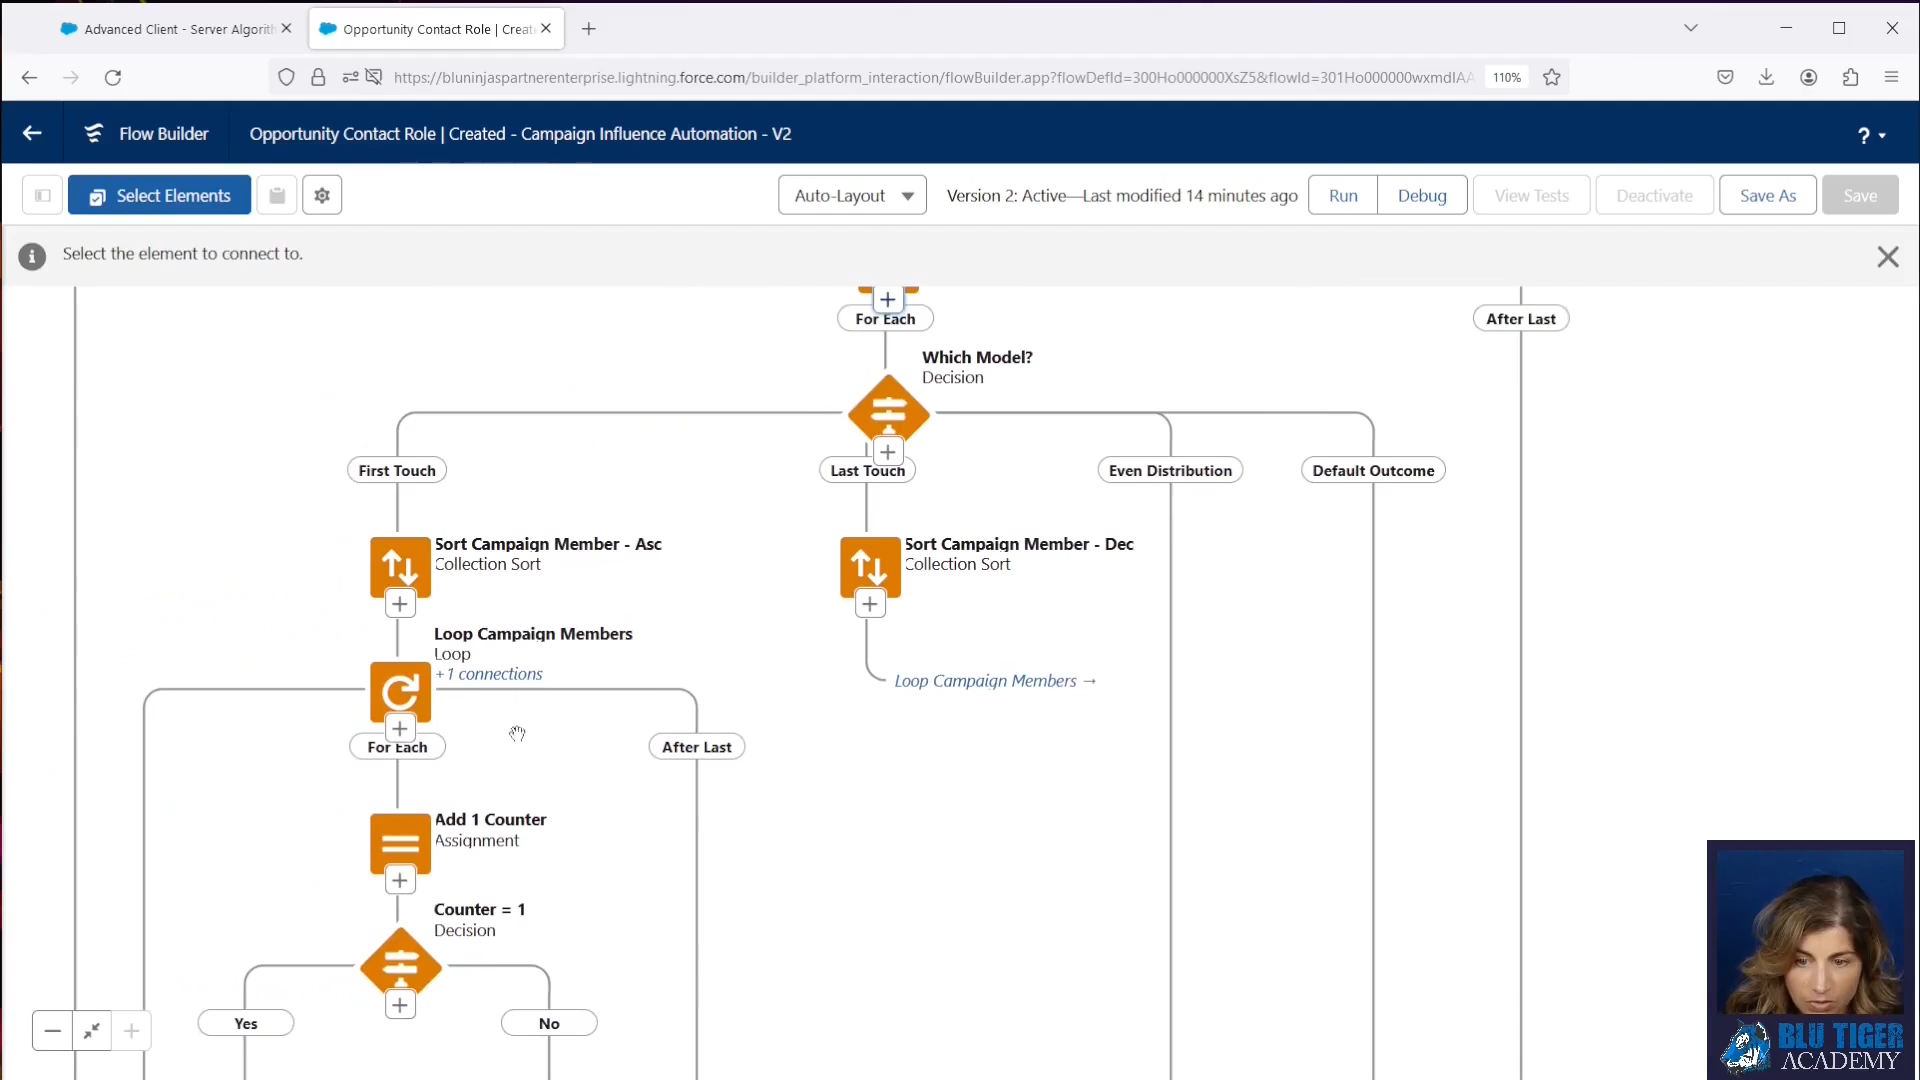 Advanced Client - Server Algorith
Opportunity Contact Role | Creat
https://bluninjaspartnerenterprise.lightning.force.com/builder_platform_interaction/flowBuilder.app?flowDefId=300Ho000000XsZ5&flowId=301Ho000000wxmdIAA
110%
Flow Builder
Opportunity Contact Role | Created - Campaign Influence Automation - V2
?
Select Elements
Auto-Layout
Version 2: Active—Last modified 14 minutes ago
Run
Debug
View Tests
Deactivate
Save As
Save
Select the element to connect to.
For Each
After Last
Which Model?
Decision
First Touch
Last Touch
Even Distribution
Default Outcome
Sort Campaign Member - Asc
Collection Sort
Sort Campaign Member - Dec
Collection Sort
Loop Campaign Members
Loop
+1 connections
Loop Campaign Members →
For Each
After Last
Add 1 Counter
Assignment
Counter = 1
Decision
Yes
No
BLU TIGER
ACADEMY